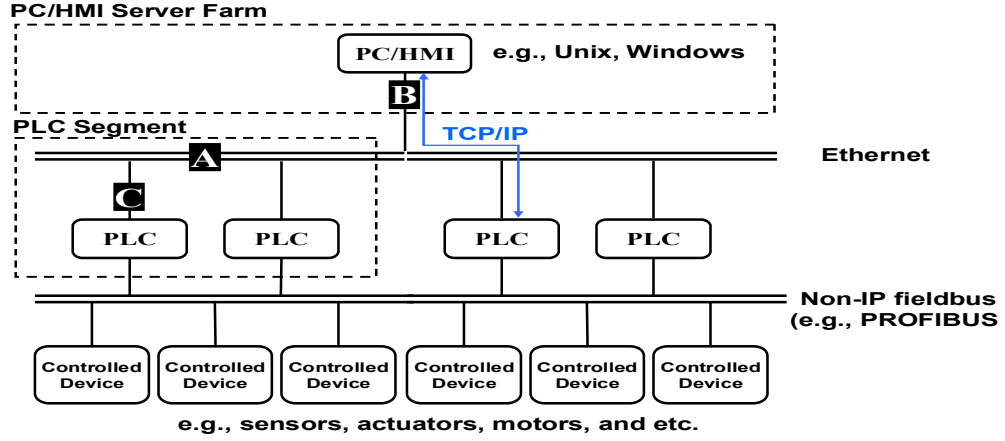 PC/HMI Server Farm
PC/HMI
e.g., Unix, Windows
B
PLC Segment
TCP/IP
A
Ethernet
C
PLC
PLC
PLC
PLC
Non-IP fieldbus
(e.g., PROFIBUS
Controlled
Device
Controlled
Device
Controlled
Device
Controlled
Device
Controlled
Device
Controlled
Device
e.g., sensors, actuators, motors, and etc.